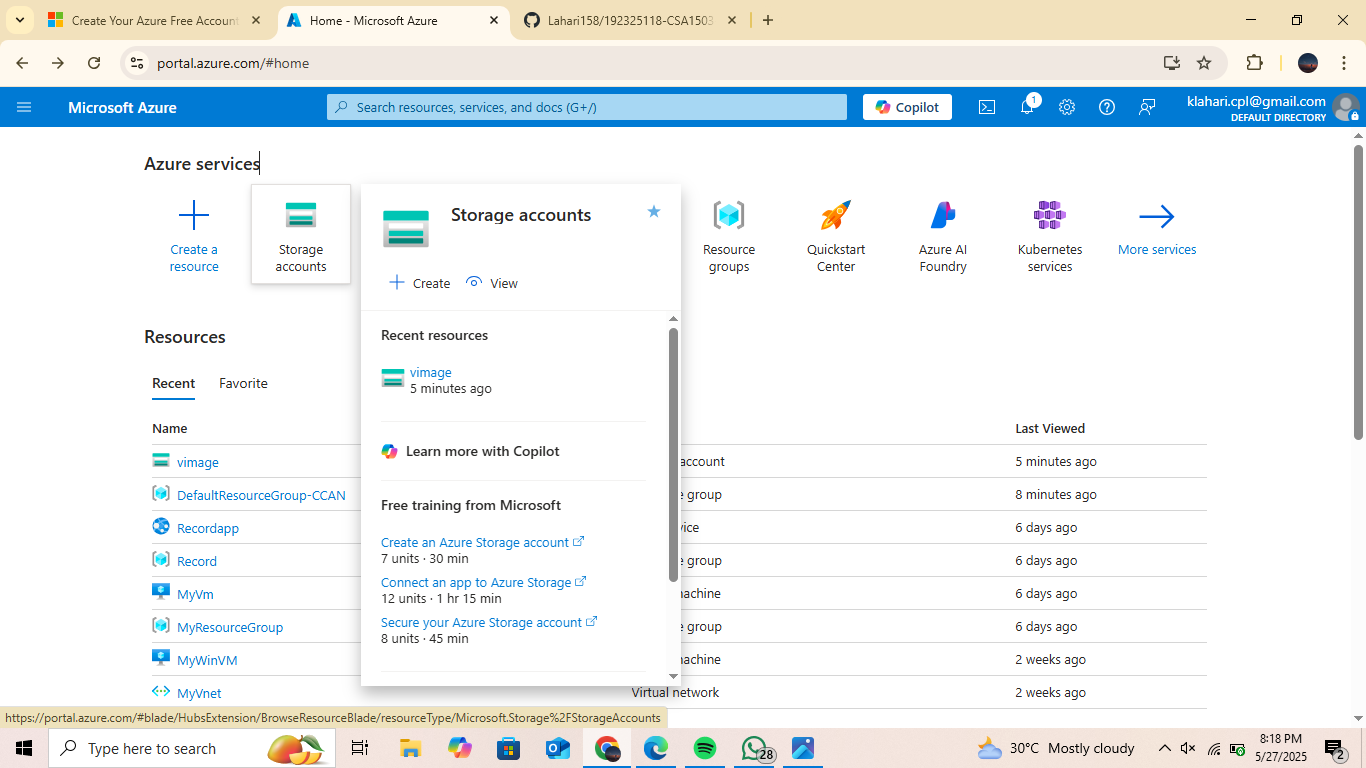 Create Your Azure Free Account
Home - Microsoft Azure
Lahari158/192325118-CSA1503
portal.azure.com/#home
Microsoft Azure
Search resources, services, and docs (G+/)
Copilot
1
klahari.cpl@gmail.com
DEFAULT DIRECTORY
Azure services
Create a
resource
Storage
accounts
Storage accounts
Create
View
Recent resources
vimage
5 minutes ago
Learn more with Copilot
Free training from Microsoft
Create an Azure Storage account
7 units · 30 min
Connect an app to Azure Storage
12 units · 1 hr 15 min
Secure your Azure Storage account
8 units · 45 min
Resource
groups
Quickstart
Center
Azure AI
Foundry
Kubernetes
services
More services
Resources
Recent
Favorite
Name
Last Viewed
vimage
account
5 minutes ago
DefaultResourceGroup-CCAN
group
8 minutes ago
Recordapp
6 days ago
Record
group
6 days ago
MyVm
6 days ago
MyResourceGroup
group
6 days ago
MyWinVM
2 weeks ago
MyVnet
Virtual network
2 weeks ago
https://portal.azure.com/#blade/HubsExtension/BrowseResourceBlade/resourceType/Microsoft.Storage%2FStorageAccounts
Type here to search
28
30°C Mostly cloudy
8:18 PM
5/27/2025
2